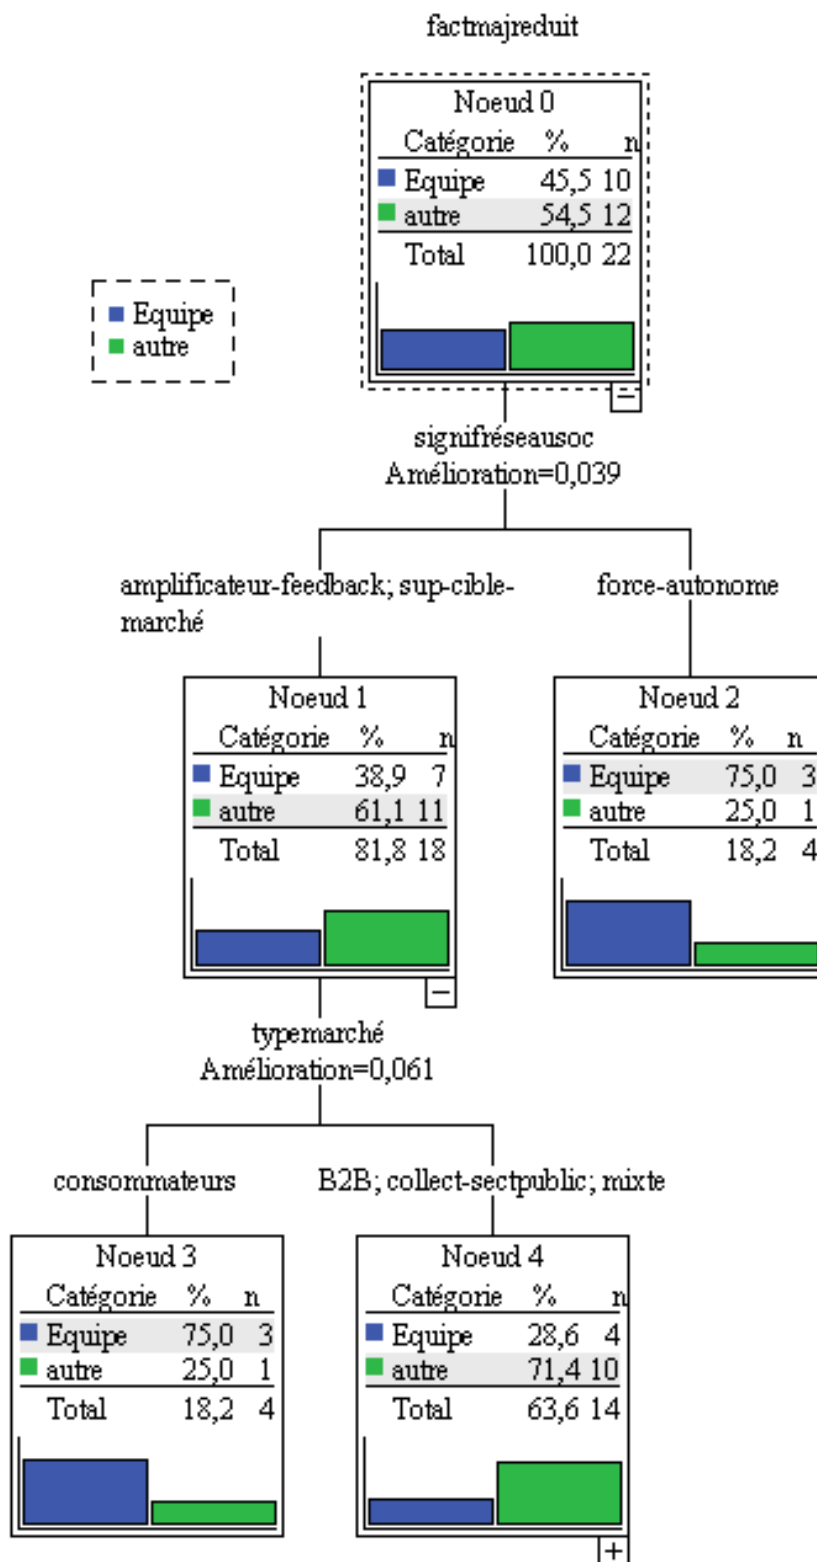 factmajreduit
Noeud 0
Catégorie % n
Equipe 45,5 10
autre 54,5 12
Total 100,0 22
Equipe
autre
signifréseausoc
Amélioration=0,039
amplificateur-feedback; sup-cible-
marché
force-autonome
Noeud 1
Catégorie % n
Equipe 38,9 7
autre 61,1 11
Total 81,8 18
Noeud 2
Catégorie % n
Equipe 75,0 3
autre 25,0 1
Total 18,2 4
typemarché
Amélioration=0,061
consommateurs
B2B; collect-sectpublic; mixte
Noeud 3
Catégorie % n
Equipe 75,0 3
autre 25,0 1
Total 18,2 4
Noeud 4
Catégorie % n
Equipe 28,6 4
autre 71,4 10
Total 63,6 14